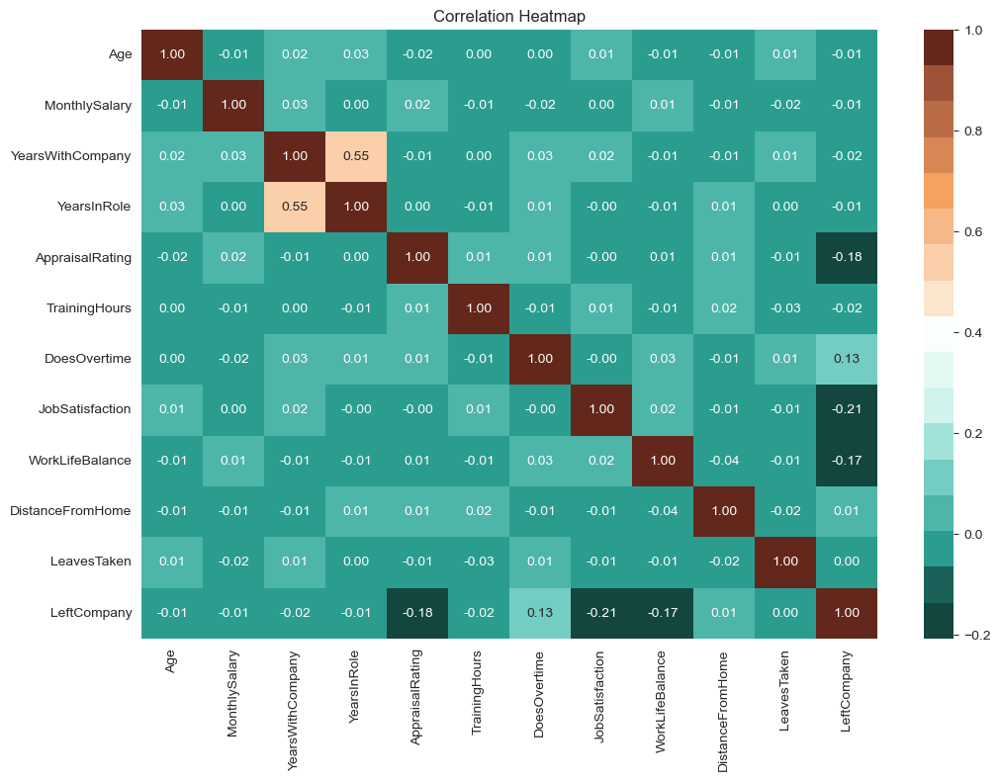 Correlation Heatmap
Age 1.00 -0.01 0.02 0.03 -0.02 0.00 0.00 0.01 -0.01 -0.01 0.01 -0.01
MonthlySalary -0.01 1.00 0.03 0.00 0.02 -0.01 -0.02 0.00 0.01 -0.01 -0.02 -0.01
YearsWithCompany 0.02 0.03 1.00 0.55 -0.01 0.00 0.03 0.02 -0.01 -0.01 0.01 -0.02
YearsInRole 0.03 0.00 0.55 1.00 0.00 -0.01 0.01 -0.00 -0.01 0.01 0.00 -0.01
AppraisalRating -0.02 0.02 -0.01 0.00 1.00 0.01 0.01 -0.00 0.01 0.01 -0.01 -0.18
TrainingHours 0.00 -0.01 0.00 -0.01 0.01 1.00 -0.01 0.01 -0.01 0.02 -0.03 -0.02
DoesOvertime 0.00 -0.02 0.03 0.01 0.01 -0.01 1.00 -0.00 0.03 -0.01 0.01 0.13
JobSatisfaction 0.01 0.00 0.02 -0.00 -0.00 0.01 -0.00 1.00 0.02 -0.01 -0.01 -0.21
WorkLifeBalance -0.01 0.01 -0.01 -0.01 0.01 -0.01 0.03 0.02 1.00 -0.04 -0.01 -0.17
DistanceFromHome -0.01 -0.01 -0.01 0.01 0.01 0.02 -0.01 -0.01 -0.04 1.00 -0.02 0.01
LeavesTaken 0.01 -0.02 0.01 0.00 -0.01 -0.03 0.01 -0.01 -0.01 -0.02 1.00 0.00
LeftCompany -0.01 -0.01 -0.02 -0.01 -0.18 -0.02 0.13 -0.21 -0.17 0.01 0.00 1.00
Age
MonthlySalary
YearsWithCompany
YearsInRole
AppraisalRating
TrainingHours
DoesOvertime
JobSatisfaction
WorkLifeBalance
DistanceFromHome
LeavesTaken
LeftCompany
1.0
0.8
0.6
0.4
0.2
0.0
−0.2